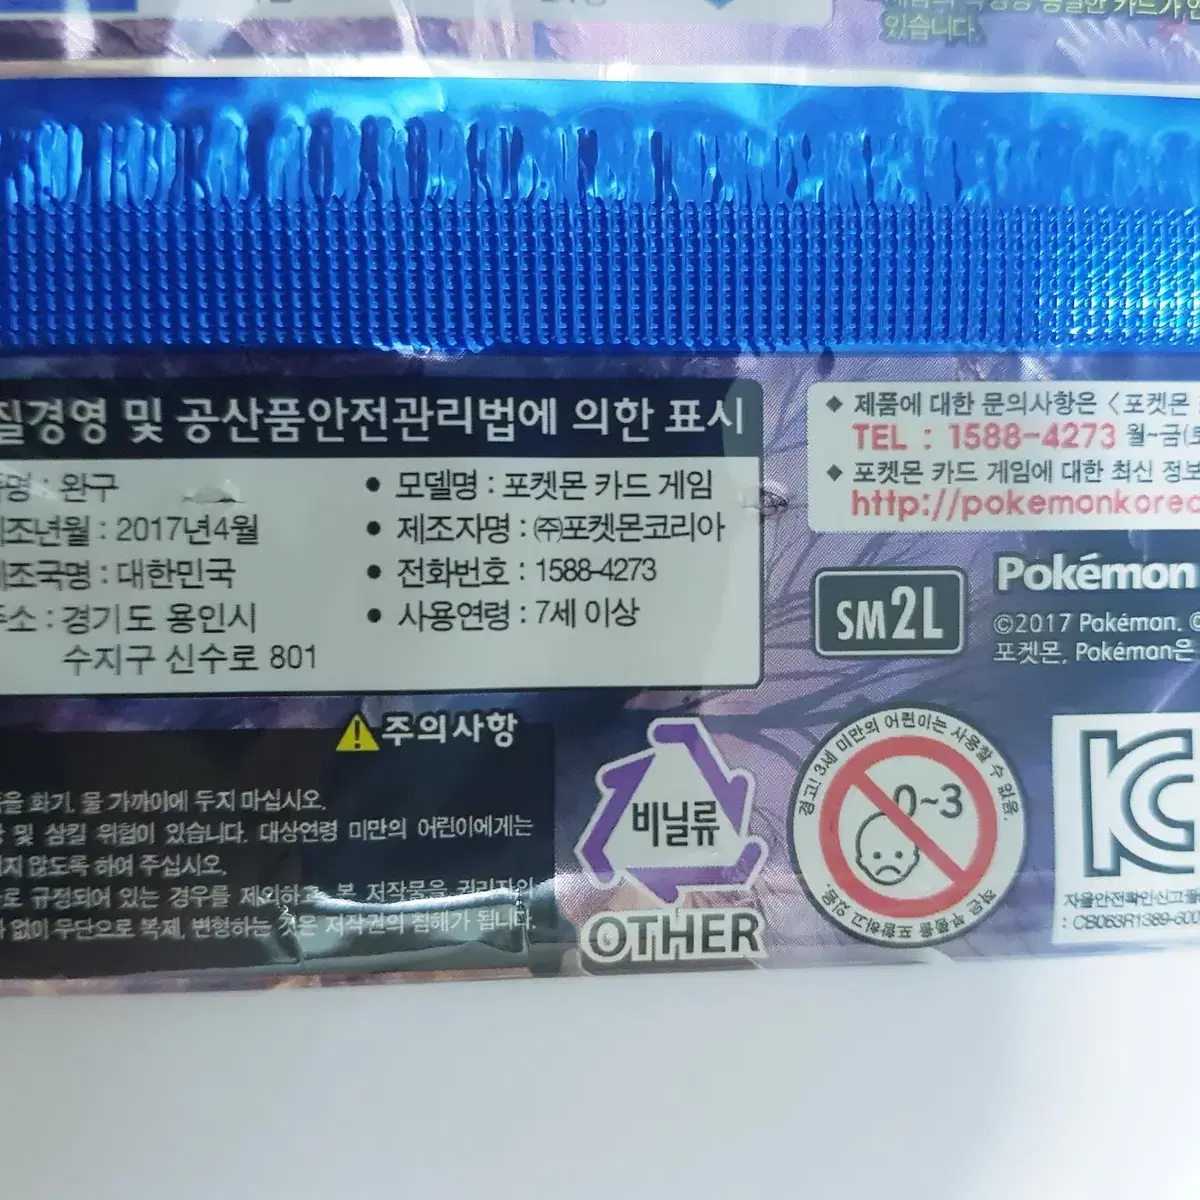 있습니다.
질경영 및 공산품안전관리법에 의한 표시
명 : 완구
조년월 : 2017년4월
조국명 : 대한민국
소 : 경기도 용인시
수지구 신수로 801
• 모델명 : 포켓몬 카드 게임
• 제조자명 : ㈜포켓몬코리아
• 전화번호 : 1588-4273
• 사용연령 : 7세 이상
◆ 제품에 대한 문의사항은 <포켓몬
TEL : 1588-4273 월~금(토
◆ 포켓몬 카드 게임에 대한 최신 정보
http://pokemonkorea
SM2L
Pokémon
©2017 Pokémon. ©
포켓몬, Pokémon은
주의사항
을 화기, 물 가까이에 두지 마십시오.
및 삼킬 위험이 있습니다. 대상연령 미만의 어린이에게는
지 않도록 하여 주십시오.
로 규정되어 있는 경우를 제외하고 본 저작물을 권리자의
없이 무단으로 복제, 변형하는 것은 저작권의 침해가 됩니다.
비닐류
OTHER
경고! 3세 미만의 어린이는 사용할 수 없음.
0~3
작은 부품을 포함하고 있음.
자율안전확인신고필
: CB063R1389-600